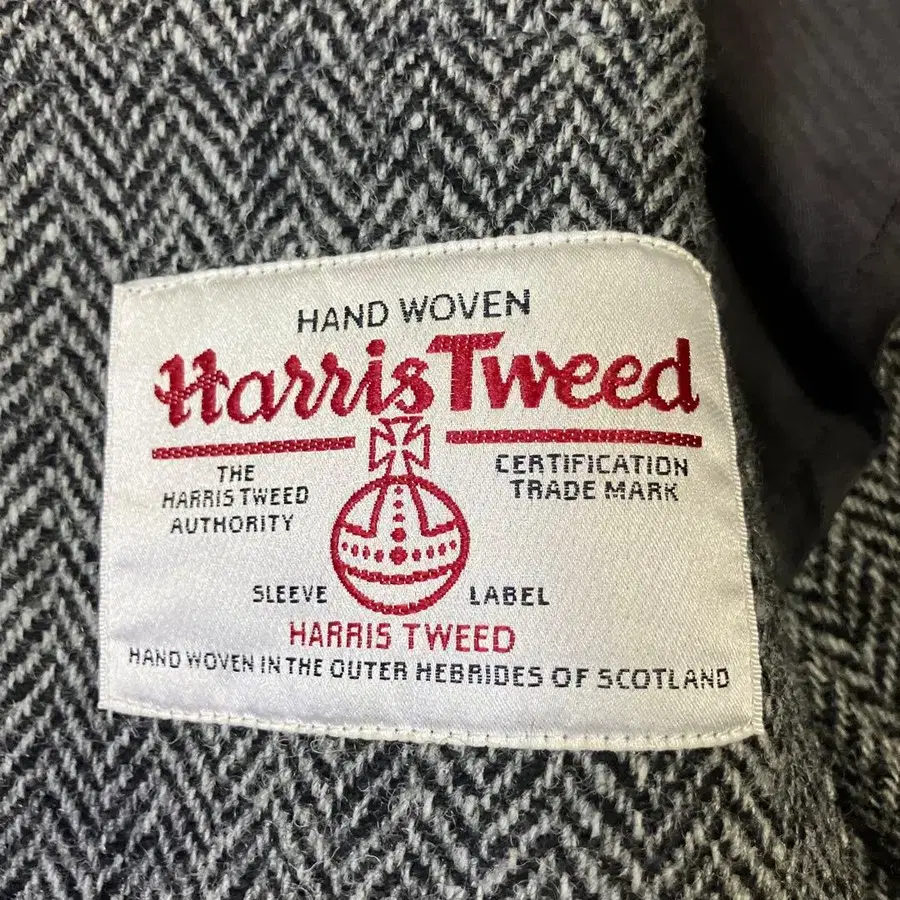 HAND WOVEN
Harris Tweed
THE
HARRIS TWEED
AUTHORITY
CERTIFICATION
TRADE MARK
SLEEVE LABEL
HARRIS TWEED
HAND WOVEN IN THE OUTER HEBRIDES OF SCOTLAND